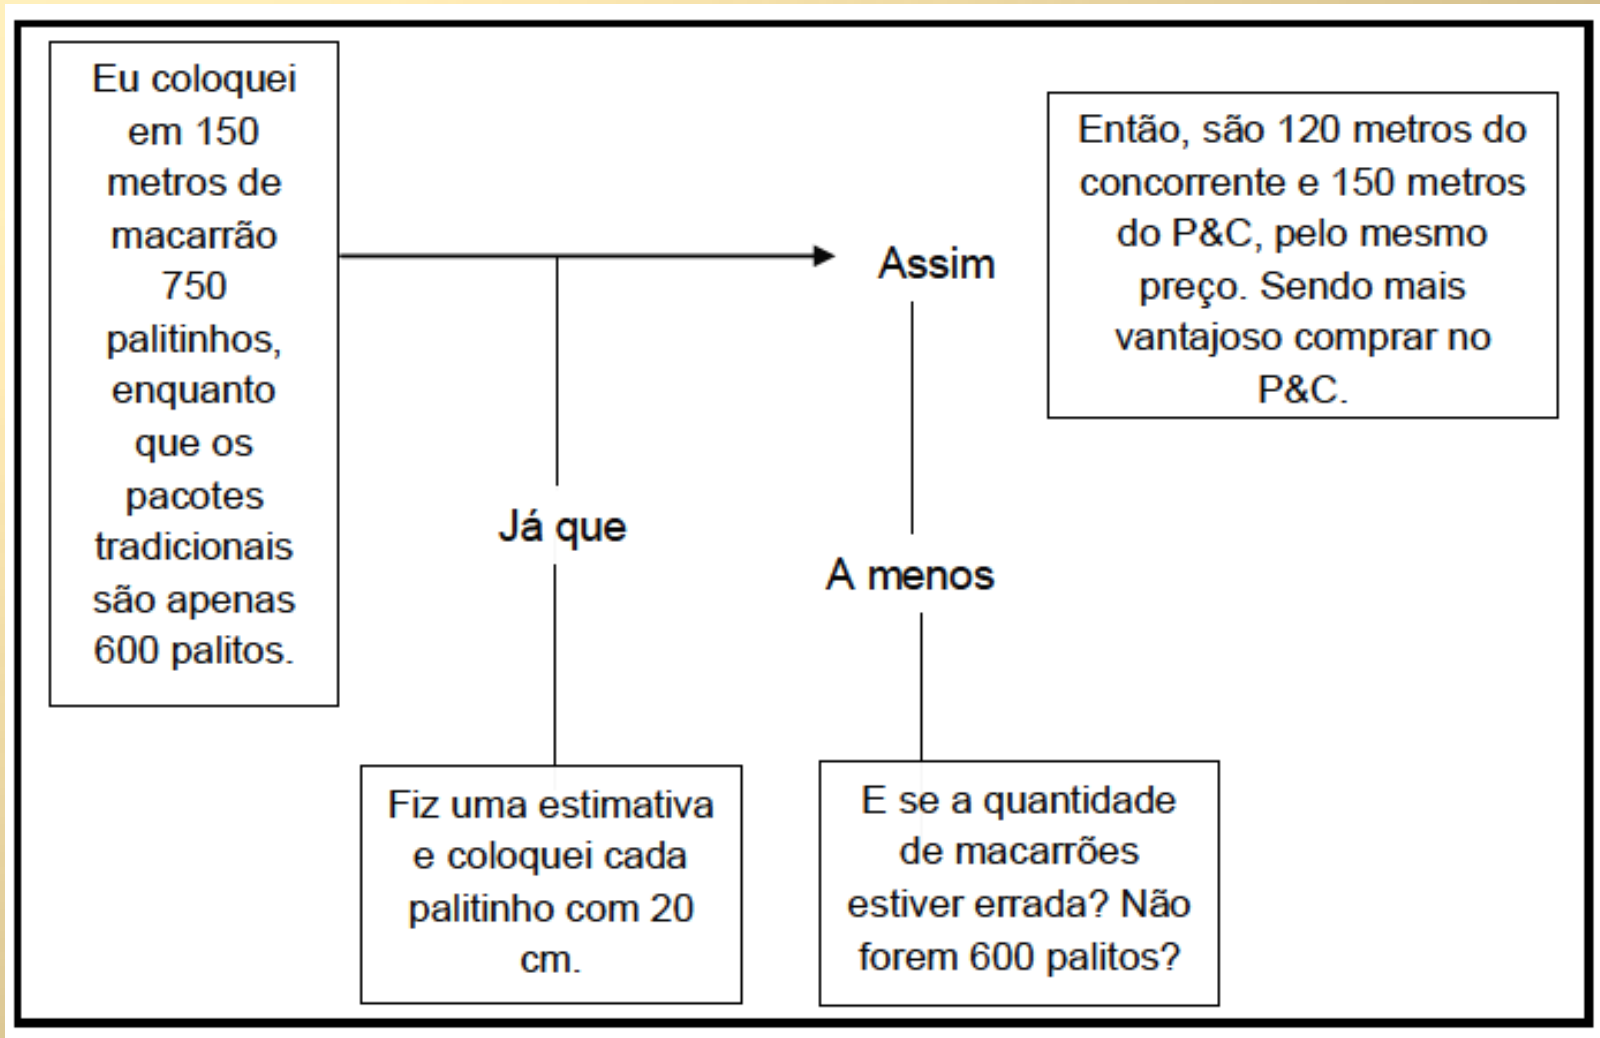 Eu coloquei
em 150
metros de
macarrão
750
palitinhos,
enquanto
que os
pacotes
tradicionais
são apenas
600 palitos.
Assim
Então, são 120 metros do
concorrente e 150 metros
do P&C, pelo mesmo
preço. Sendo mais
vantajoso comprar no
P&C.
Já que
A menos
Fiz uma estimativa
e coloquei cada
palitinho com 20
cm.
E se a quantidade
de macarrões
estiver errada? Não
forem 600 palitos?